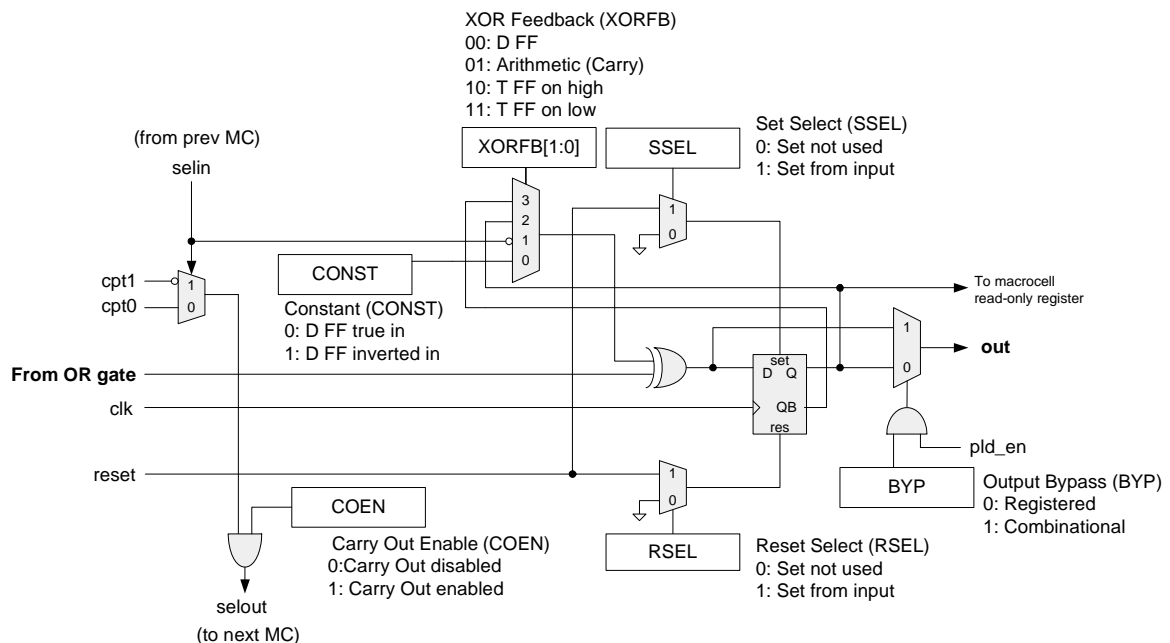 XOR Feedback (XORFB)
00: D FF
01: Arithmetic (Carry)
10: T FF on high
11: T FF on low
(from prev MC)
selin
XORFB[1:0]
Set Select (SSEL)
0: Set not used
1: Set from input
SSEL
3
2
1
0
1
0
CONST
Constant (CONST)
0: D FF true in
1: D FF inverted in
cpt1
cpt0
1
0
To macrocell
read-only register
From OR gate
clk
set
D Q
QB
res
1
0
out
pld_en
reset
1
0
BYP
Output Bypass (BYP)
0: Registered
1: Combinational
COEN
Carry Out Enable (COEN)
0:Carry Out disabled
1: Carry Out enabled
RSEL
Reset Select (RSEL)
0: Set not used
1: Set from input
selout
(to next MC)